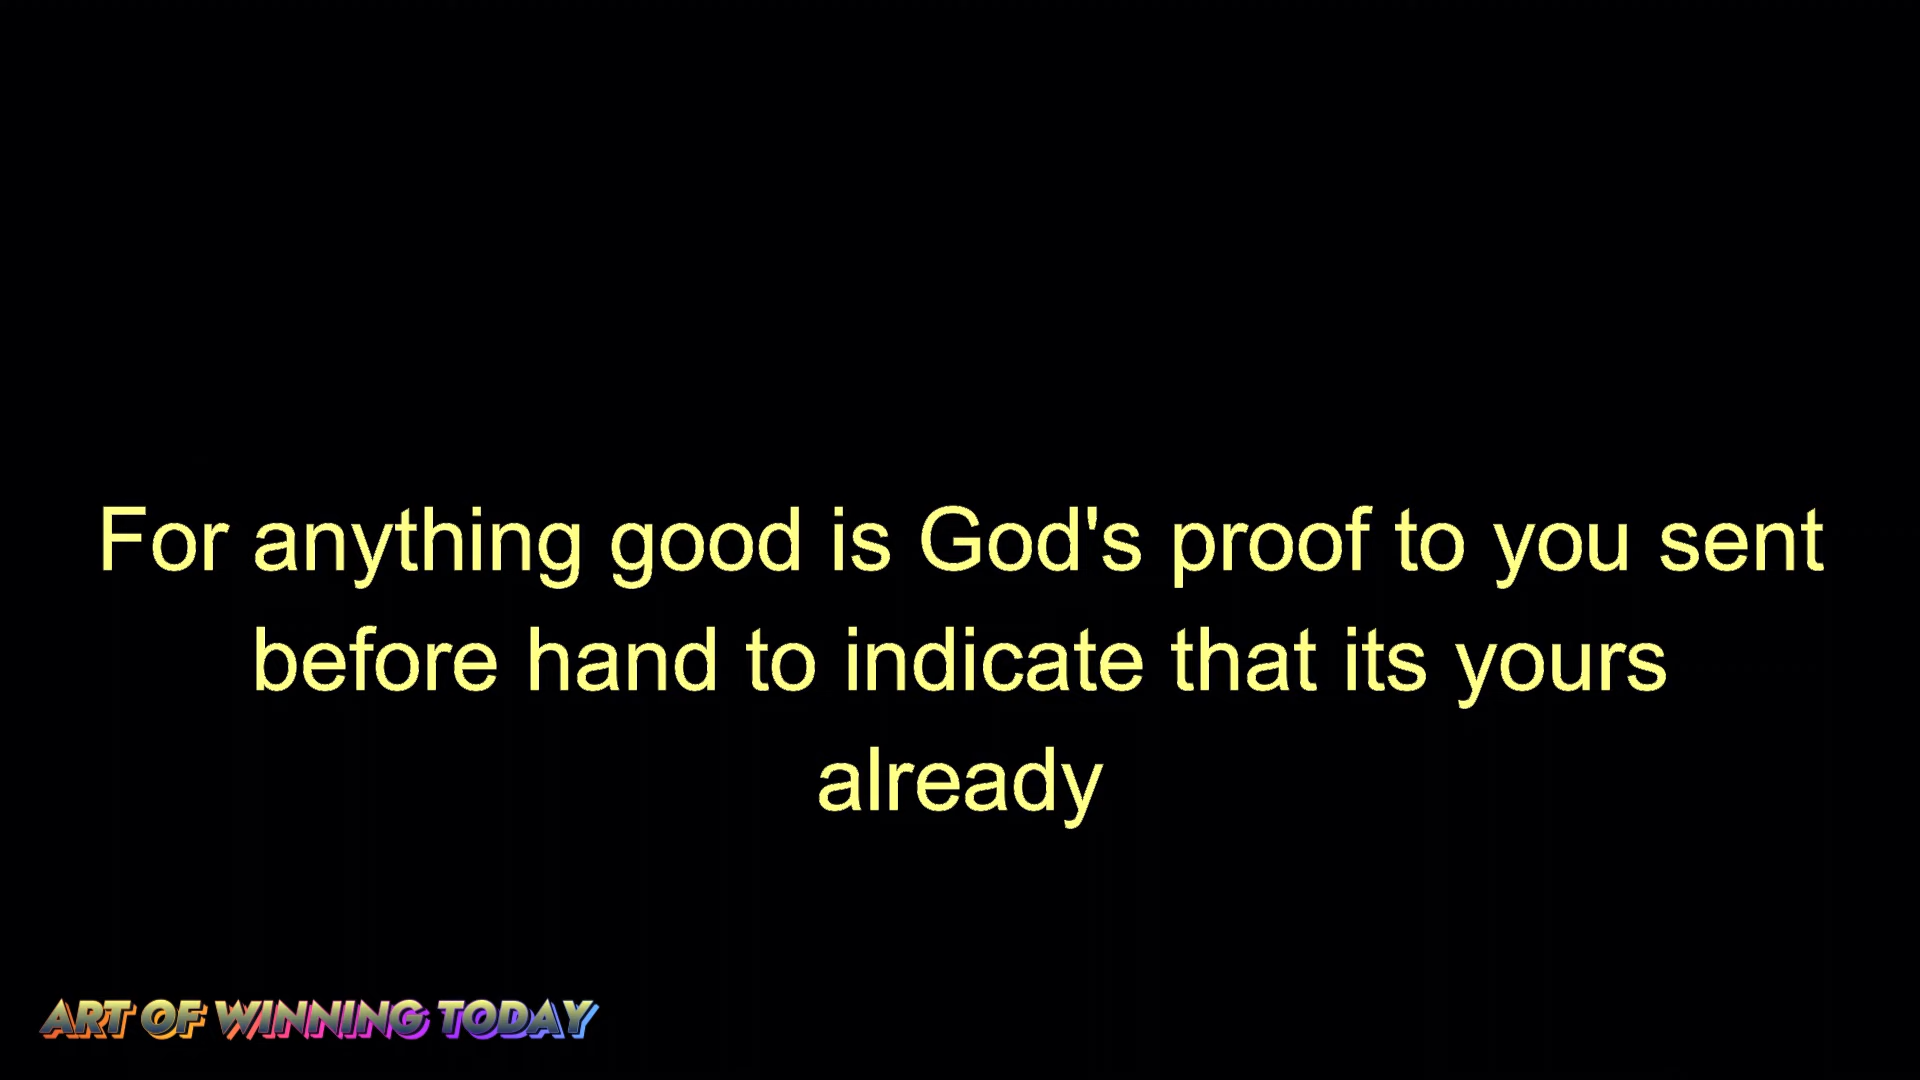 For anything good is God's proof to you sent
before hand to indicate that its yours
already
ART OF WINNING TODAY